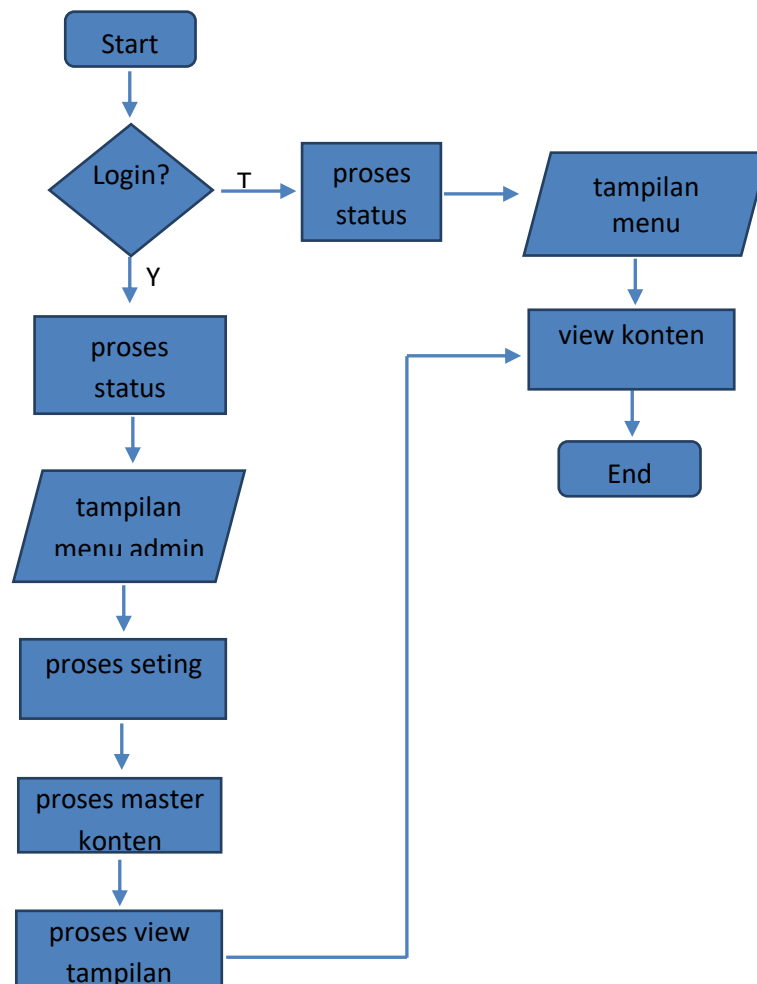 Start
Login?
T
proses
status
tampilan
menu
Y
view konten
proses
status
End
tampilan
menu admin
proses seting
proses master
konten
proses view
tampilan